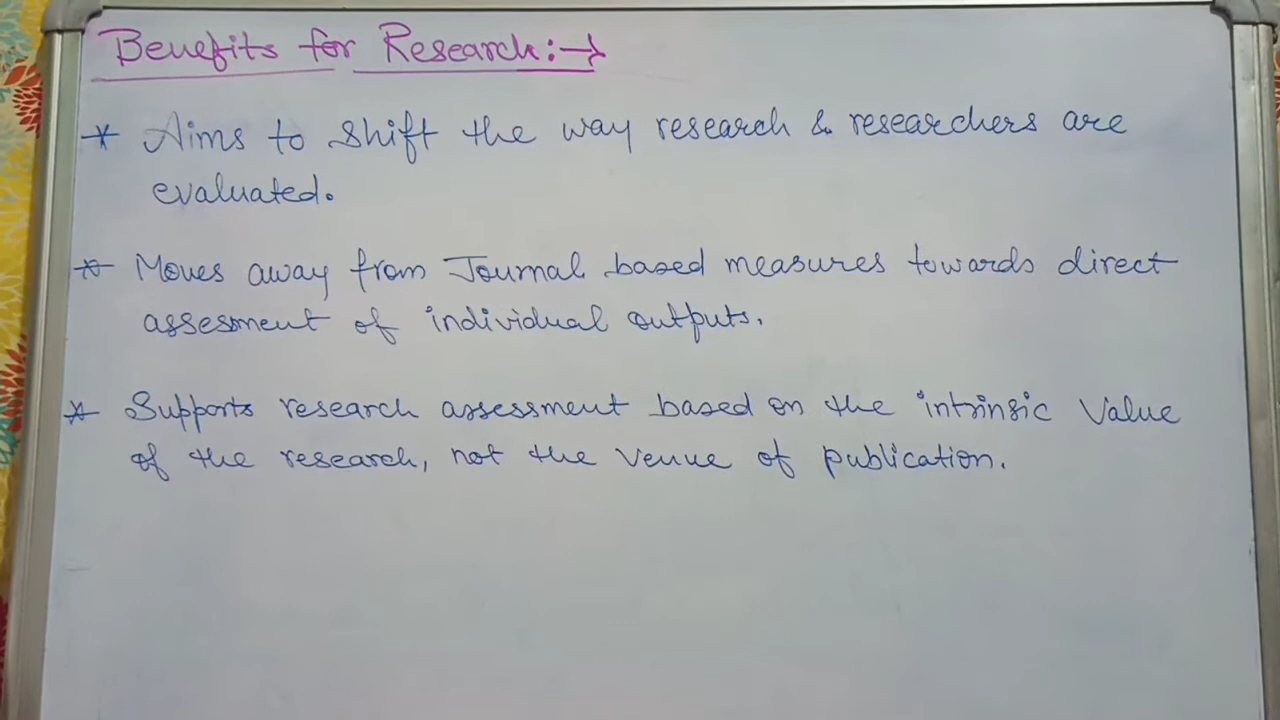 Benefits for Research:→
* Aims to shift the way research & researchers are
evaluated.
* Moves away from Journal based measures towards direct
assesment of individual outputs.
* Supports research assessment based on the intrinsic value
of the research, not the venue of publication.